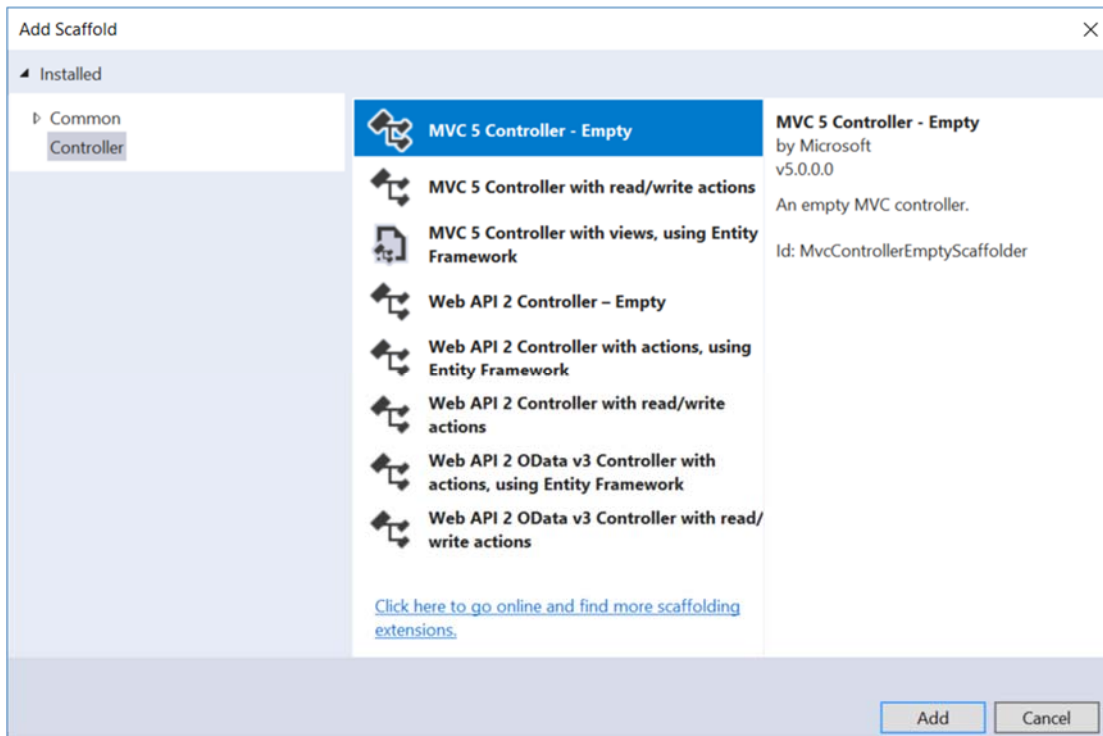 Add Scaffold
Installed
Common
Controller
MVC 5 Controller - Empty
MVC 5 Controller with read/write actions
MVC 5 Controller with views, using Entity
Framework
Web API 2 Controller – Empty
Web API 2 Controller with actions, using
Entity Framework
Web API 2 Controller with read/write
actions
Web API 2 OData v3 Controller with
actions, using Entity Framework
Web API 2 OData v3 Controller with read/
write actions
Click here to go online and find more scaffolding
extensions.
MVC 5 Controller - Empty
by Microsoft
v5.0.0.0
An empty MVC controller.
Id: MvcControllerEmptyScaffolder
Add
Cancel